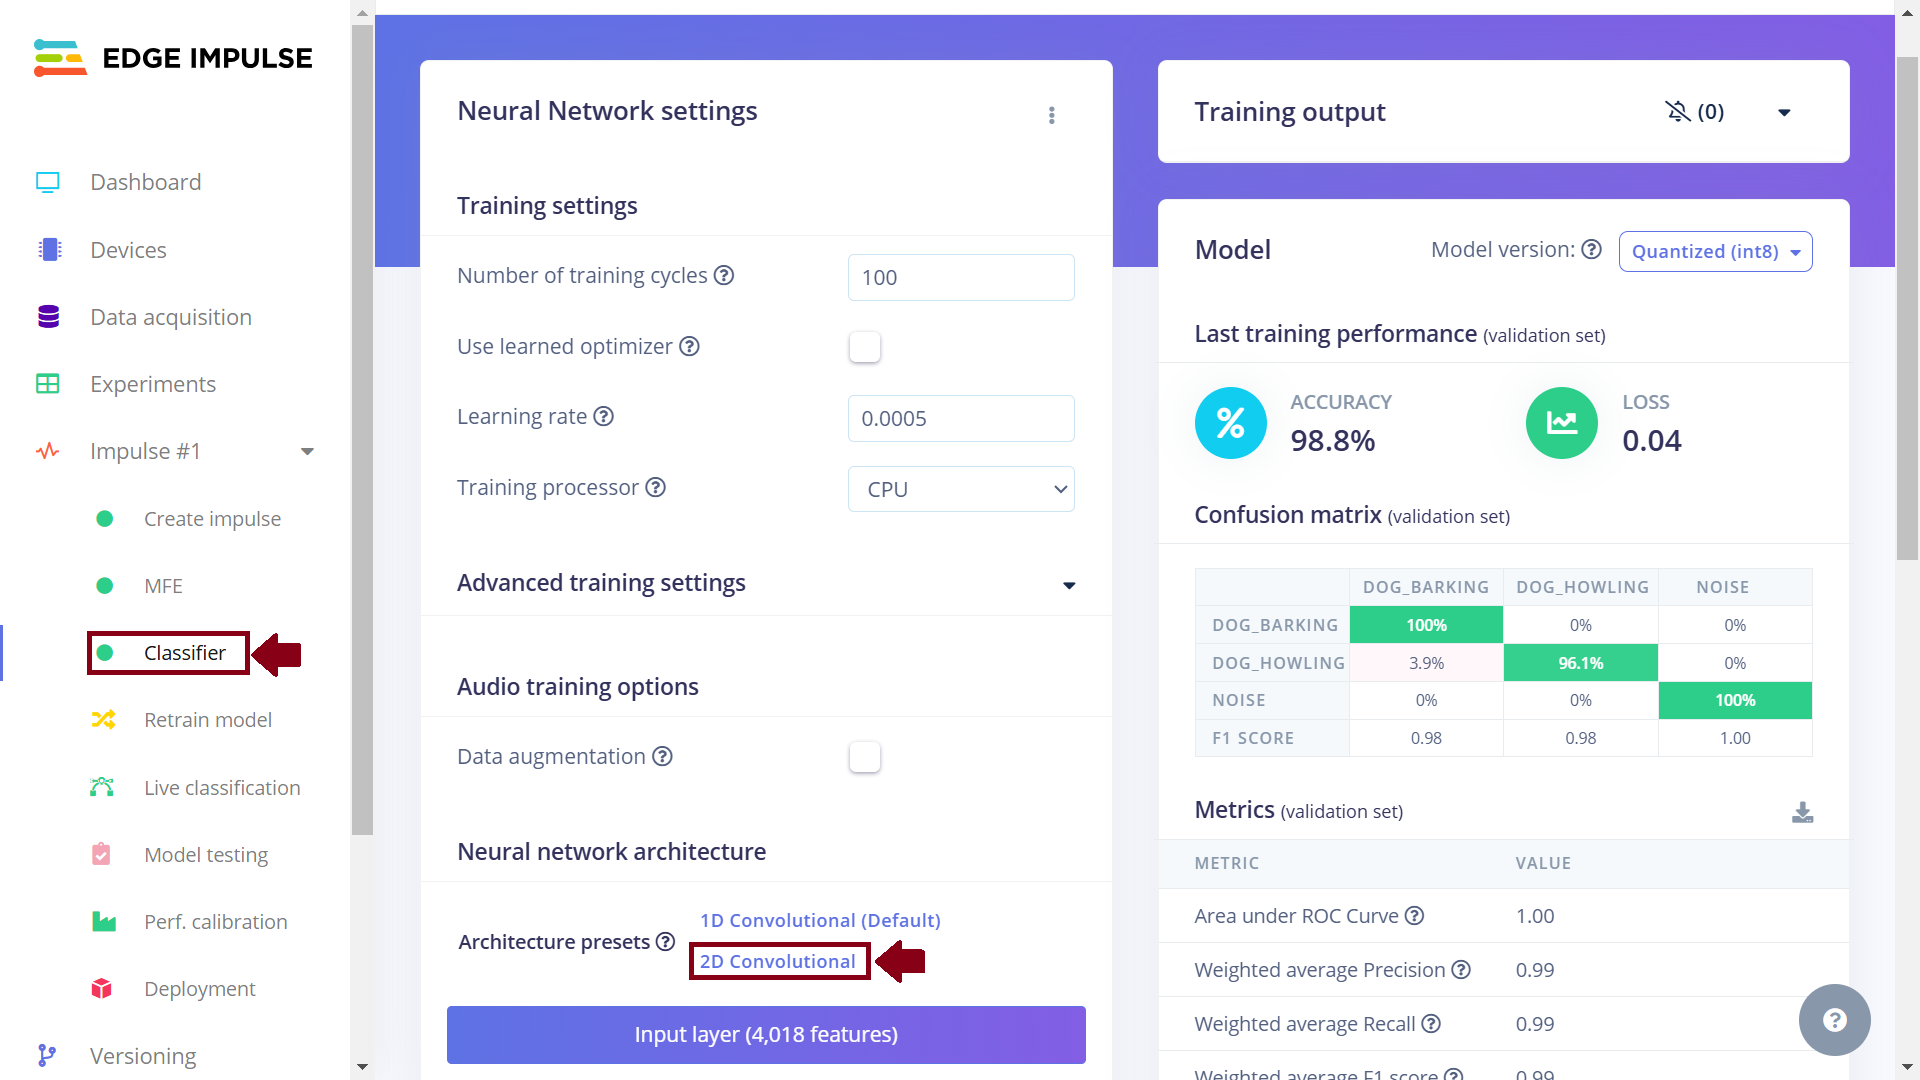 EDGE IMPULSE
Dashboard
Devices
Data acquisition
Experiments
Impulse #1
Create impulse
MFE
Classifier
Retrain model
Live classification
Model testing
Perf. calibration
Deployment
Versioning
Neural Network settings
Training settings
Number of training cycles ?
100
Use learned optimizer ?
Learning rate ?
0.0005
Training processor ?
CPU
Advanced training settings
Audio training options
Data augmentation ?
Neural network architecture
Architecture presets ?
1D Convolutional (Default)
2D Convolutional
Input layer (4,018 features)
Training output
(0)
Model
Model version: ?
Quantized (int8)
Last training performance (validation set)
%
ACCURACY
98.8%
LOSS
0.04
Confusion matrix (validation set)
DOG_BARKING DOG_HOWLING NOISE
DOG_BARKING 100% 0% 0%
DOG_HOWLING 3.9% 96.1% 0%
NOISE 0% 0% 100%
F1 SCORE 0.98 0.98 1.00
Metrics (validation set)
METRIC VALUE
Area under ROC Curve ? 1.00
Weighted average Precision ? 0.99
Weighted average Recall ? 0.99
Weighted average F1 score ? 0.99
?